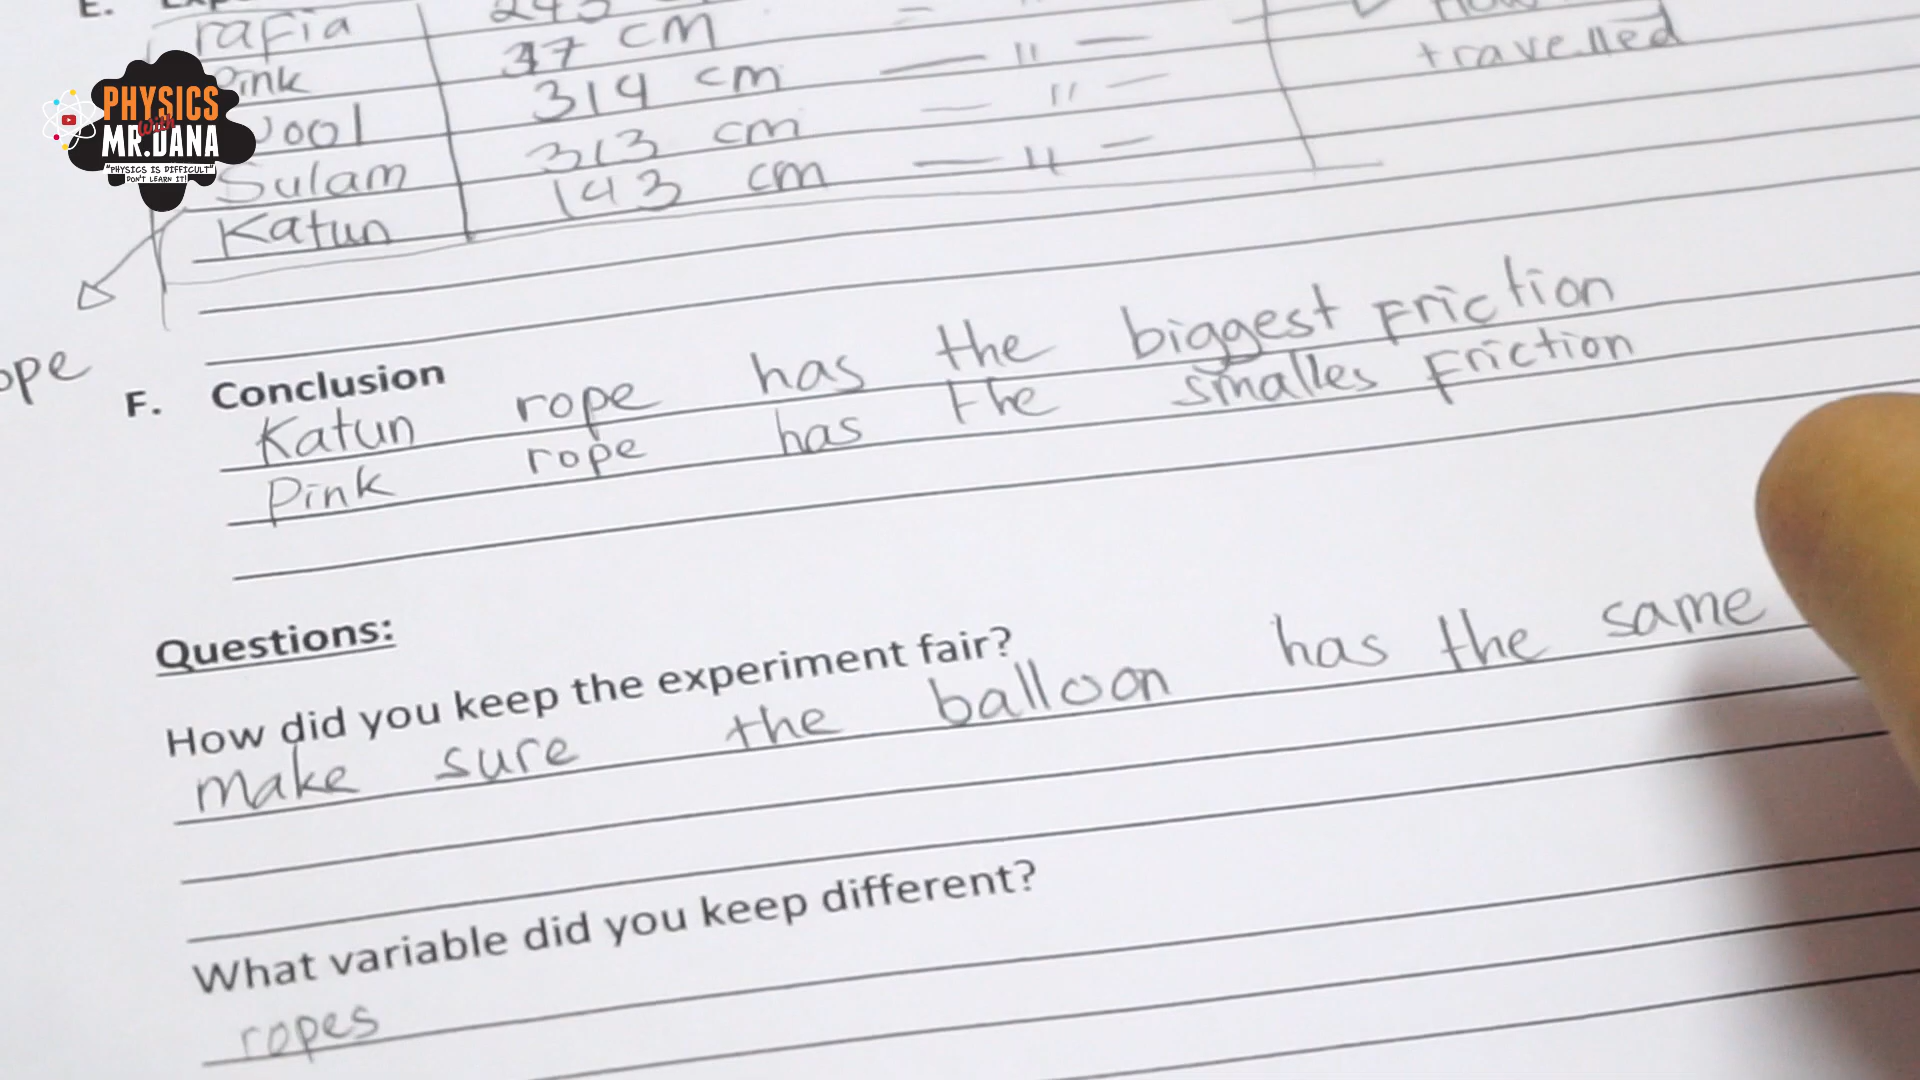 E.
rafia
Pink 37 cm — " —
ool 314 cm — " —
Sulam 313 cm — " —
Katun 143 cm
travelled
PHYSICS
With
MR.DANA
"PHYSICS IS DIFFICULT"
DON'T LEARN IT!
ope
F. Conclusion
Katun rope has the biggest Friction
Pink rope has the smalles Friction
Questions:
How did you keep the experiment fair?
make sure the balloon has the same
What variable did you keep different?
ropes